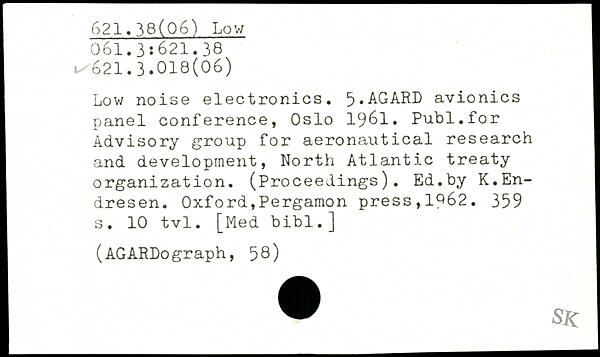 621.38(06) Low
061.3:621.38
✓621.3.018(06)
Low noise electronics. 5.AGARD avionics
panel conference, Oslo 1961. Publ.for
Advisory group for aeronautical research
and development, North Atlantic treaty
organization. (Proceedings). Ed.by K.En-
dresen. Oxford,Pergamon press,1962. 359
s. 10 tvl. [Med bibl.]
(AGARDograph, 58)
SK